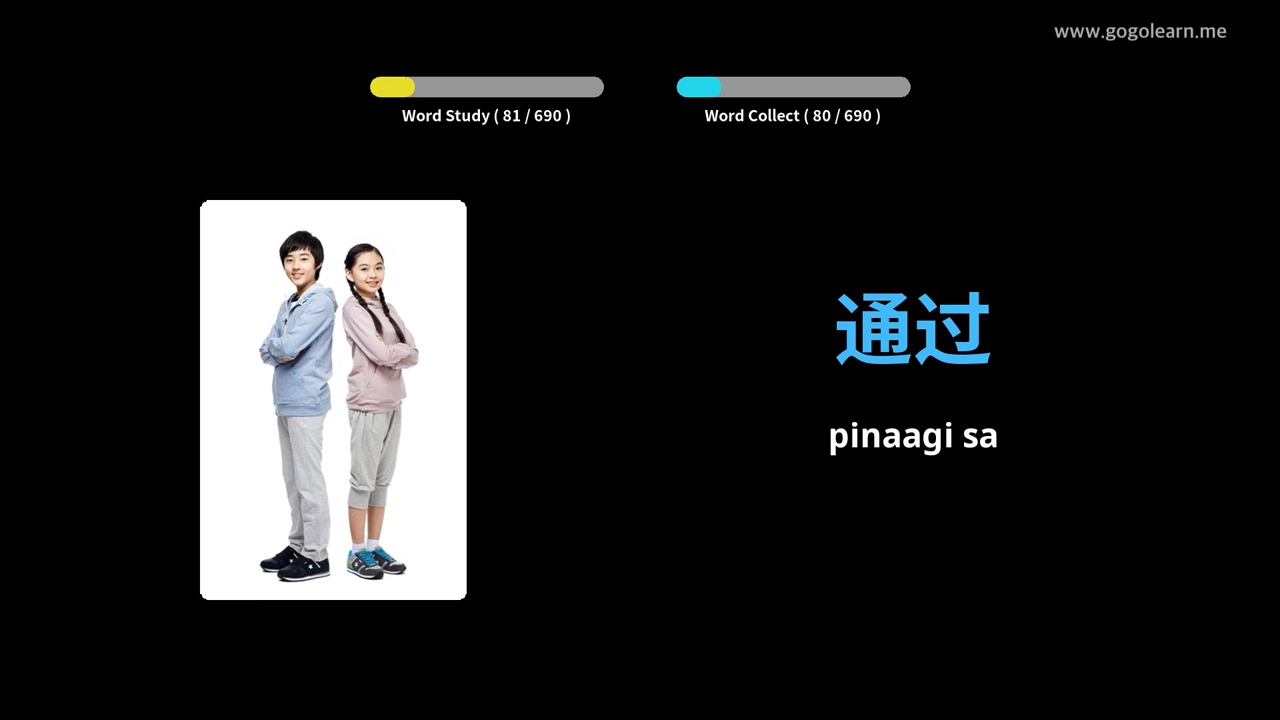 www.gogolearn.me
Word Study ( 81 / 690 )
Word Collect ( 80 / 690 )
通过
pinaagi sa